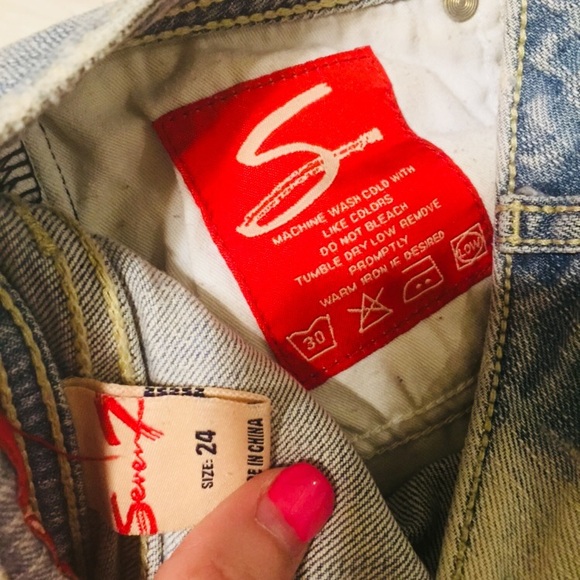 S
MACHINE WASH COLD WITH
LIKE COLORS
DO NOT BLEACH
TUMBLE DRY LOW REMOVE
PROMPTLY
WARM IRON IF DESIRED
30
LOW
Seven7
SIZE: 24
IN CHINA